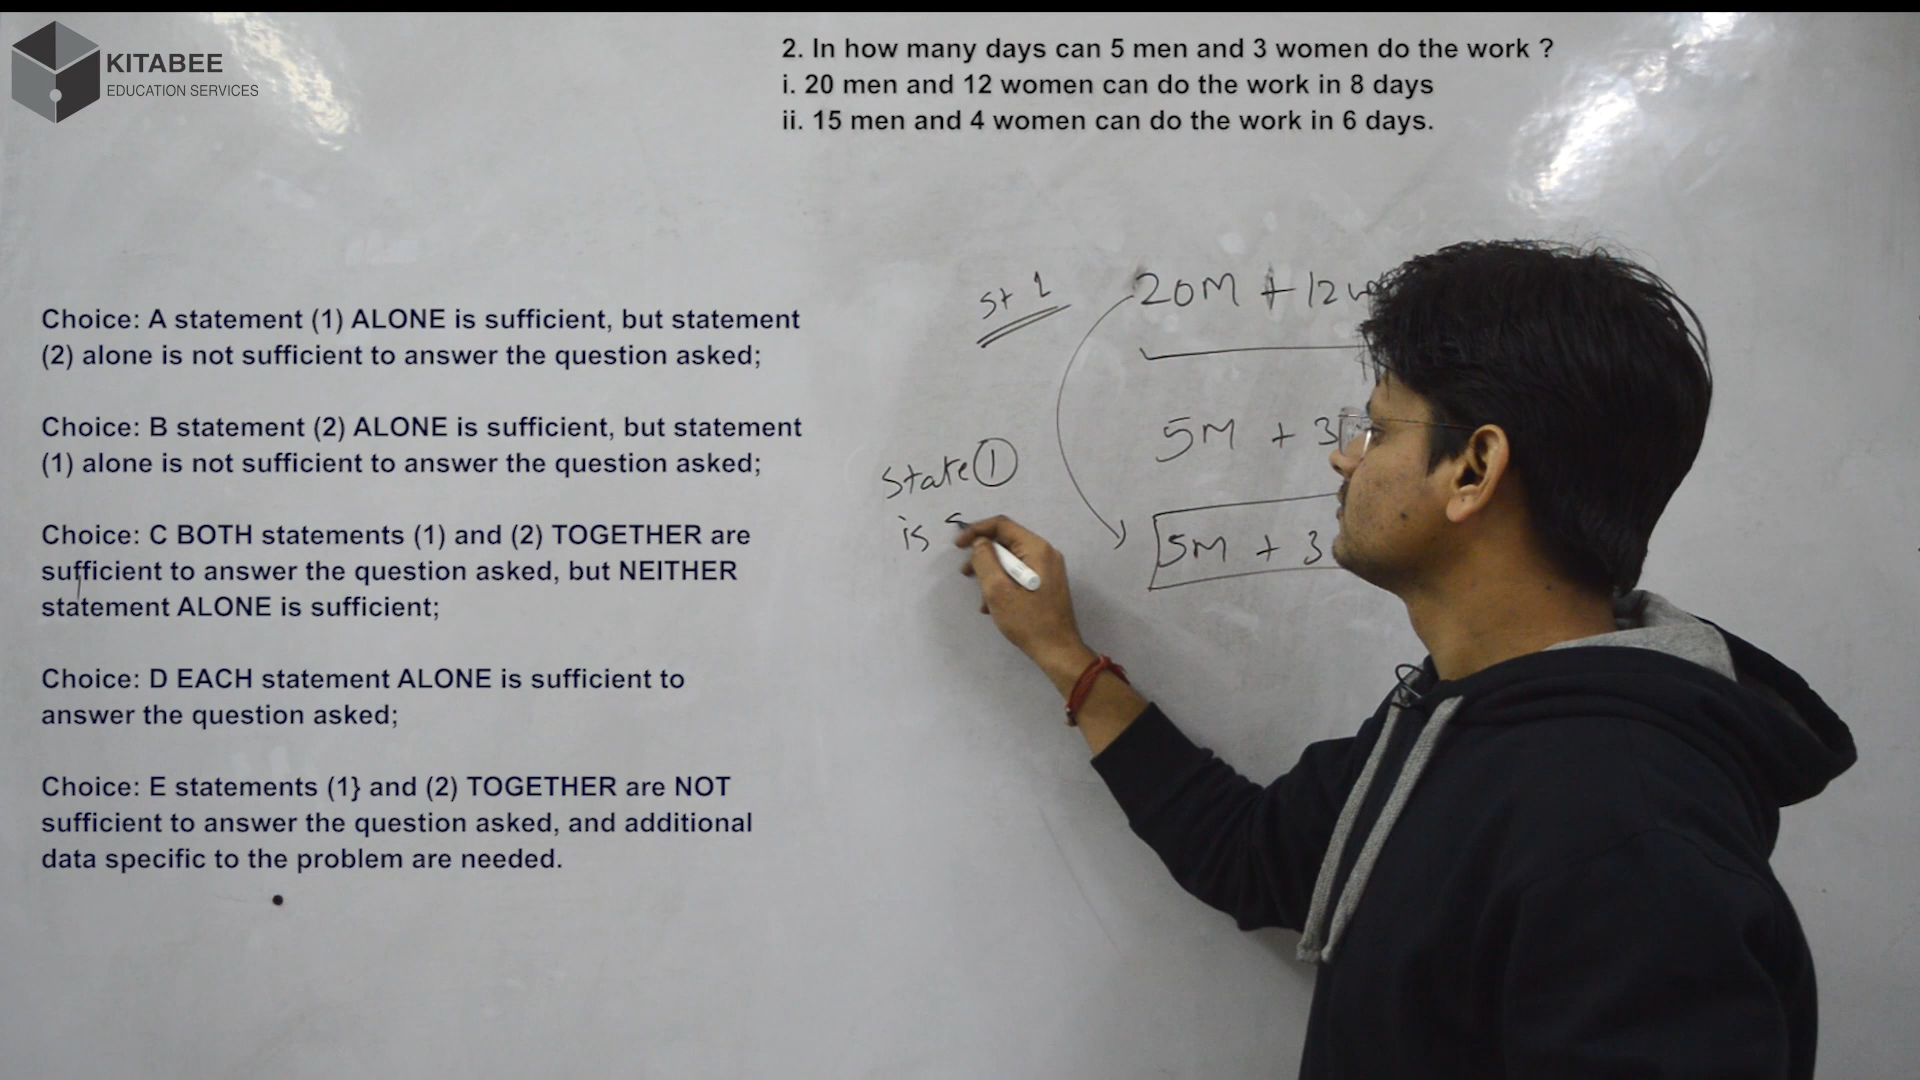 KITABEE
EDUCATION SERVICES
2. In how many days can 5 men and 3 women do the work ?
i. 20 men and 12 women can do the work in 8 days
ii. 15 men and 4 women can do the work in 6 days.
Choice: A statement (1) ALONE is sufficient, but statement
(2) alone is not sufficient to answer the question asked;
Choice: B statement (2) ALONE is sufficient, but statement
(1) alone is not sufficient to answer the question asked;
Choice: C BOTH statements (1) and (2) TOGETHER are
sufficient to answer the question asked, but NEITHER
statement ALONE is sufficient;
Choice: D EACH statement ALONE is sufficient to
answer the question asked;
Choice: E statements (1} and (2) TOGETHER are NOT
sufficient to answer the question asked, and additional
data specific to the problem are needed.
St 1
20M + 12W
5M + 3
State 1
is
5M + 3